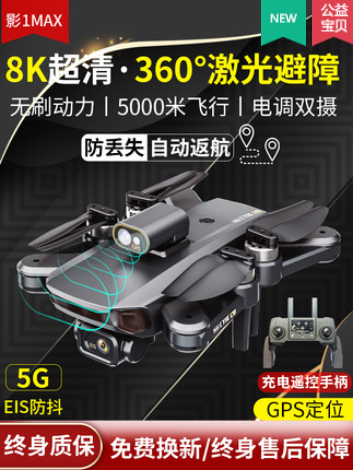 影1MAX
NEW
公益
宝贝
8K超清·360°激光避障
无刷动力丨5000米飞行丨电调双摄
防丢失 自动返航
5G
EIS防抖
充电遥控手柄
GPS定位
终身质保 免费换新/终身售后保障